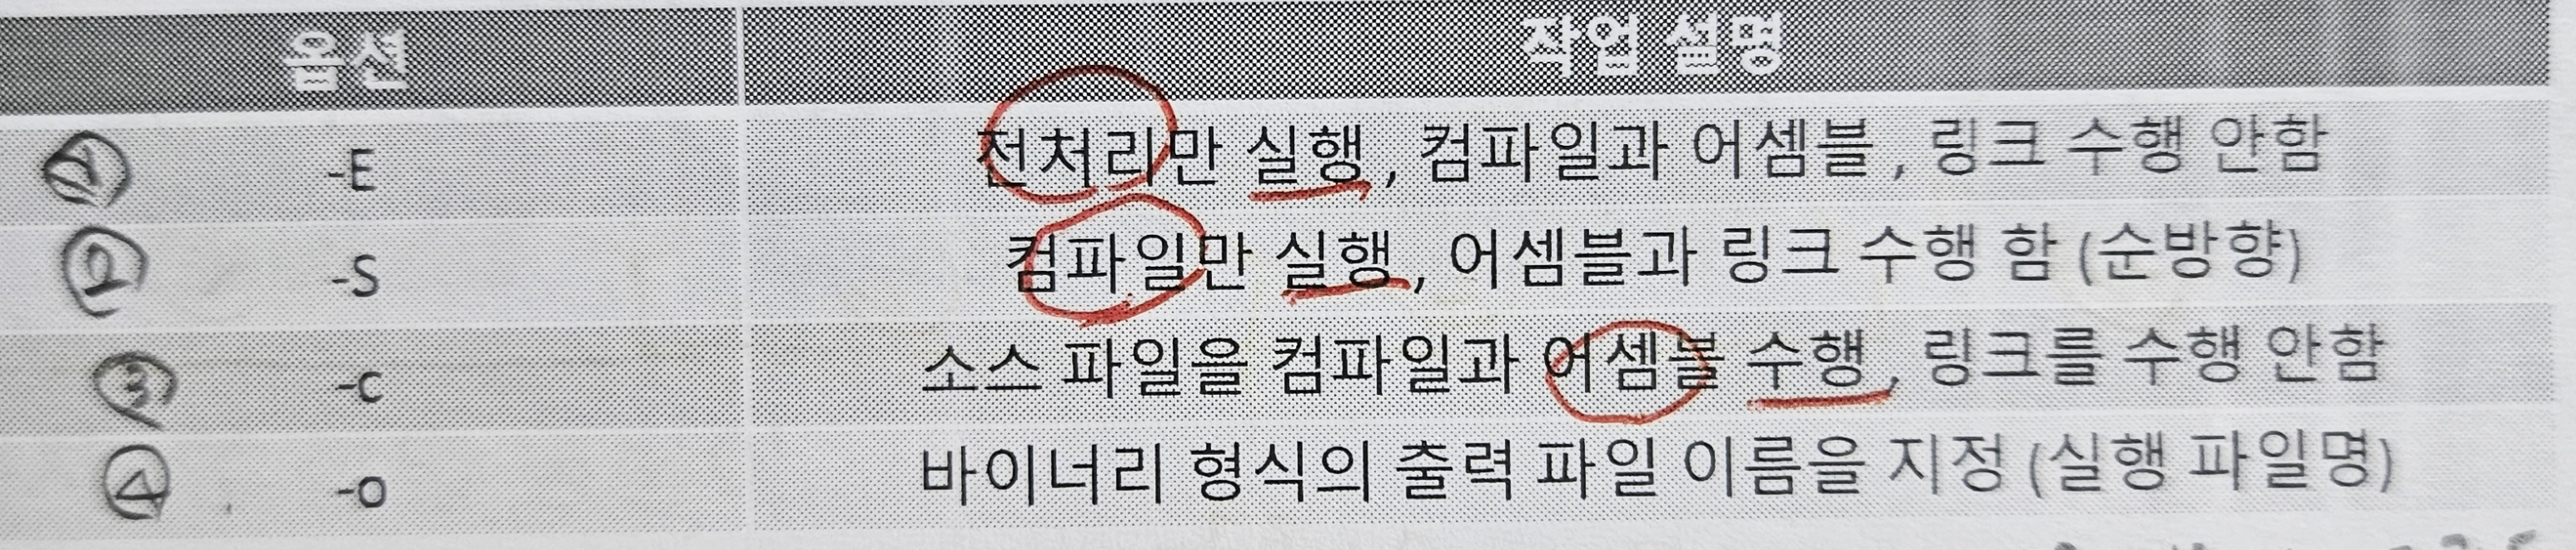 옵션 작업 설명
① -E 전처리만 실행, 컴파일과 어셈블, 링크 수행 안함
② -S 컴파일만 실행, 어셈블과 링크 수행 함 (순방향)
③ -c 소스 파일을 컴파일과 어셈블 수행, 링크를 수행 안함
④ -o 바이너리 형식의 출력 파일 이름을 지정 (실행 파일명)